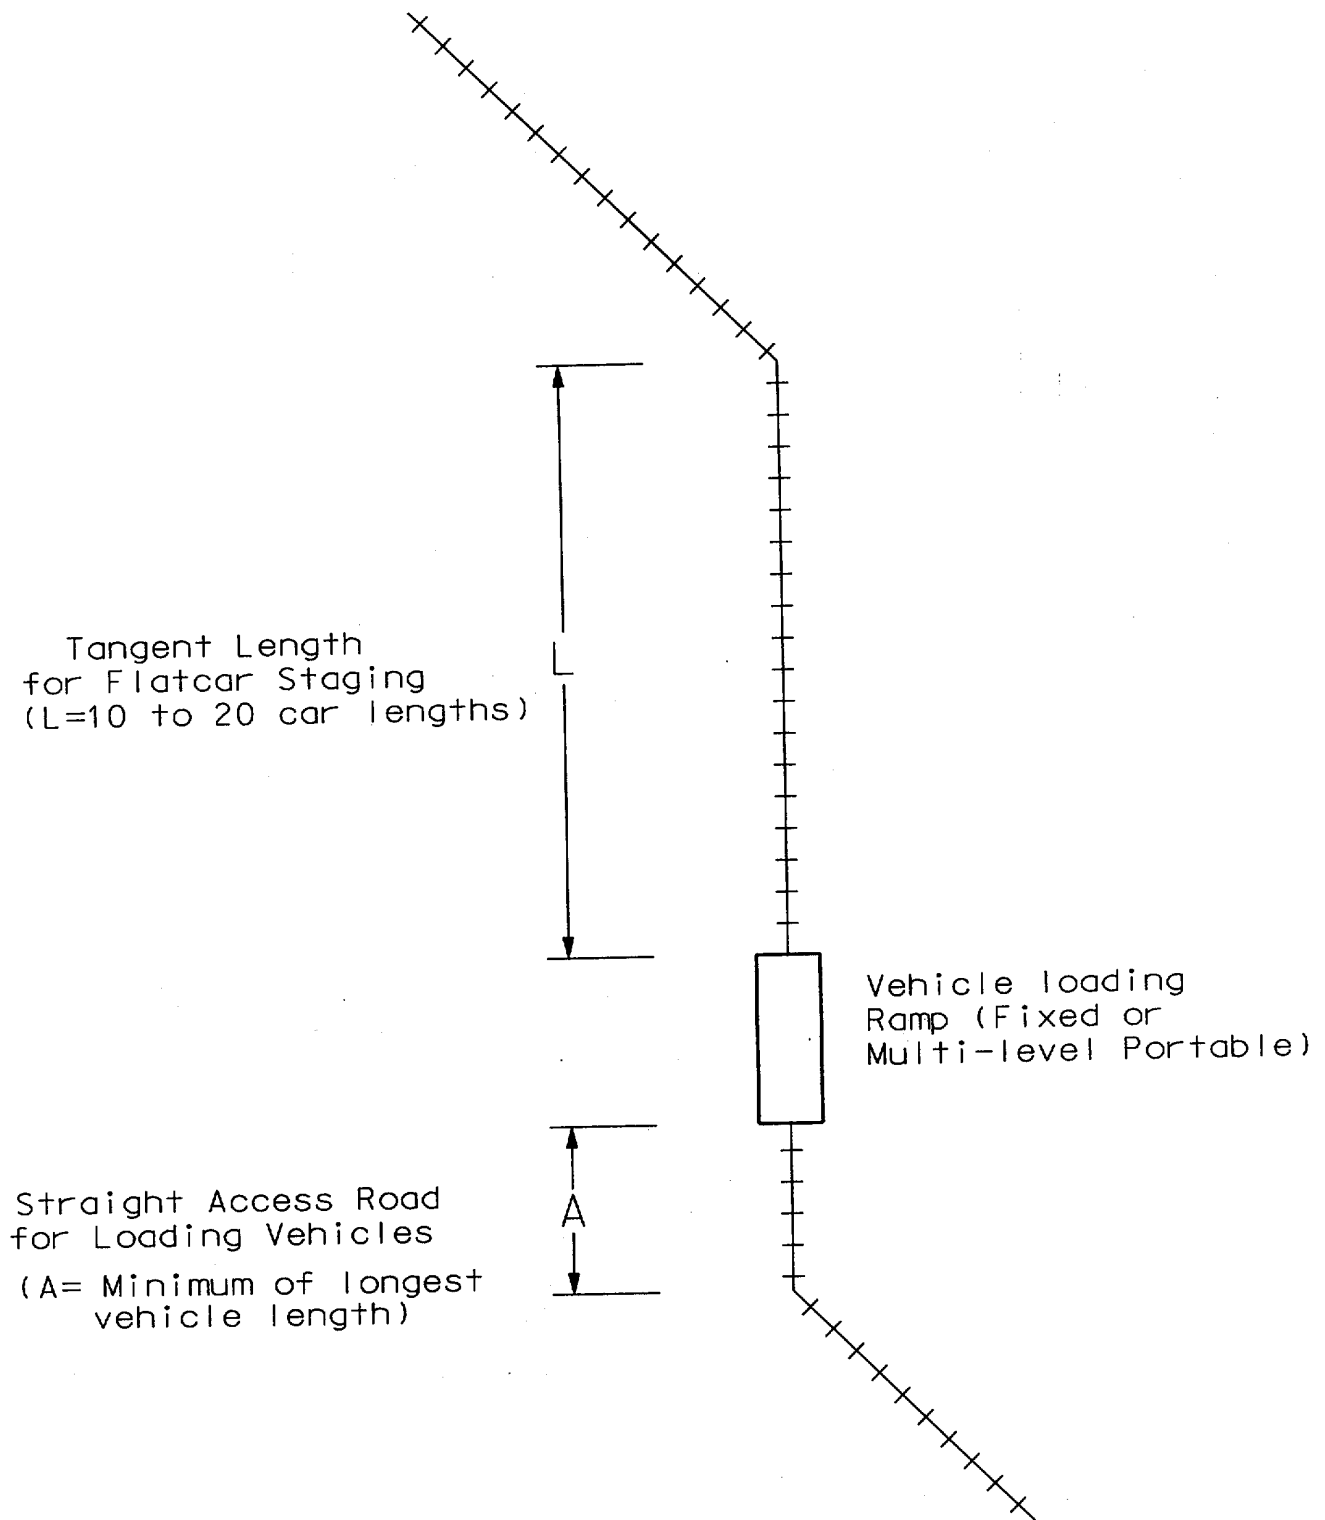 Tangent Length
for Flatcar Staging
(L=10 to 20 car lengths)
L
Vehicle loading
Ramp (Fixed or
Multi-level Portable)
Straight Access Road
for Loading Vehicles
(A= Minimum of longest
vehicle length)
A